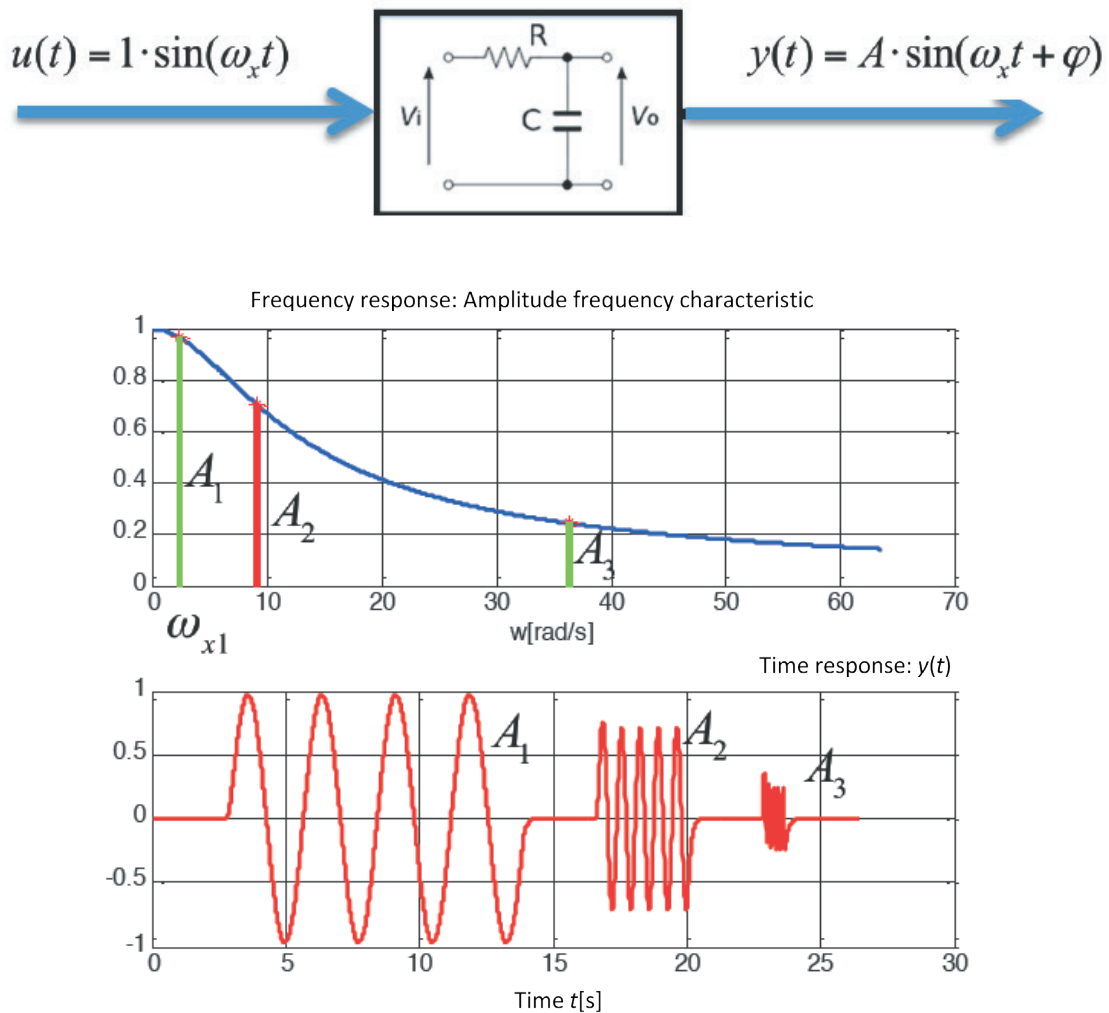 u(t) = 1·sin(ωₓt)
y(t) = A·sin(ωₓt + φ)
R
Vi
C
Vo
Frequency response: Amplitude frequency characteristic
1
0.8
0.6
0.4
0.2
0
A₁
A₂
A₃
0 10 20 30 40 50 60 70
ωₓ₁
w[rad/s]
Time response: y(t)
1
0.5
0
-0.5
-1
A₁
A₂
A₃
0 5 10 15 20 25 30
Time t[s]